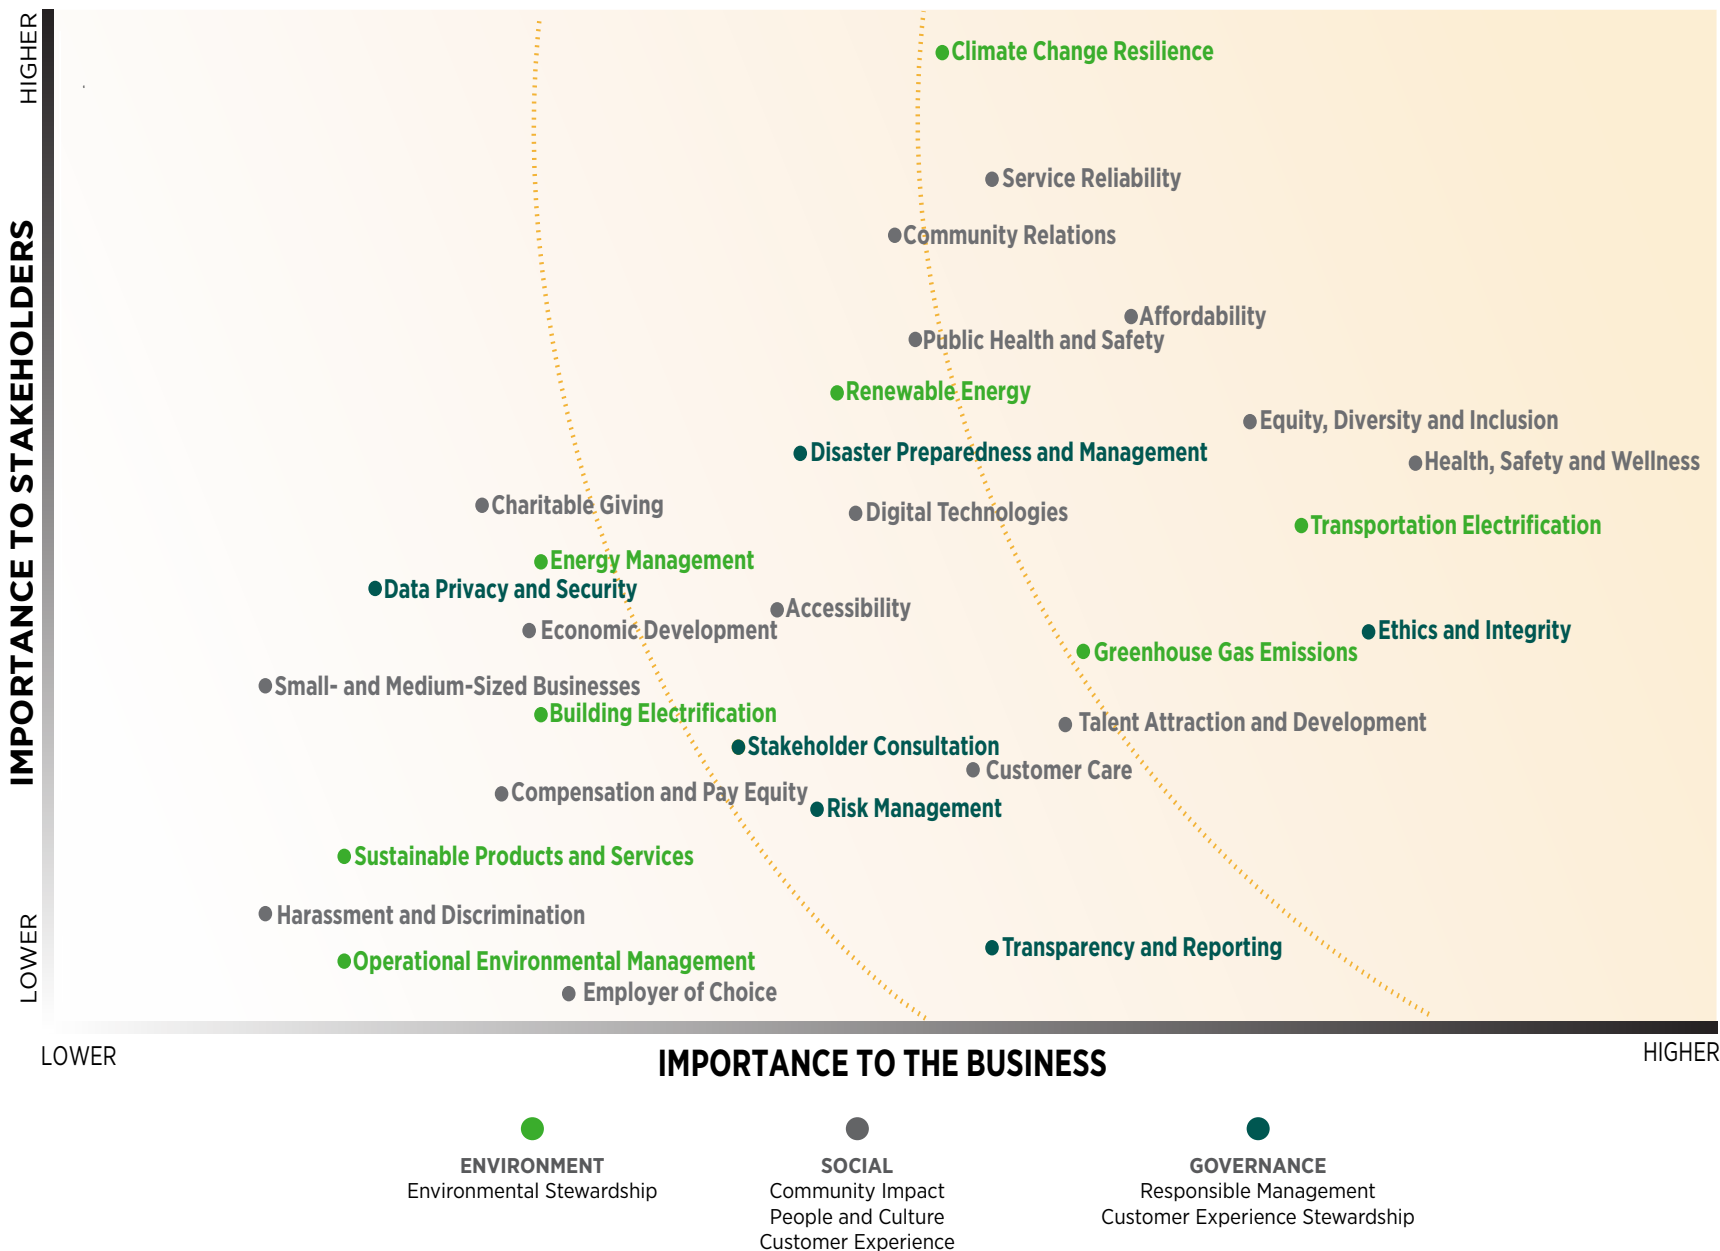 HIGHER
IMPORTANCE TO STAKEHOLDERS
LOWER
Climate Change Resilience
Service Reliability
Community Relations
Affordability
Public Health and Safety
Renewable Energy
Equity, Diversity and Inclusion
Disaster Preparedness and Management
Health, Safety and Wellness
Charitable Giving
Digital Technologies
Transportation Electrification
Energy Management
Data Privacy and Security
Accessibility
Economic Development
Ethics and Integrity
Greenhouse Gas Emissions
Small- and Medium-Sized Businesses
Building Electrification
Talent Attraction and Development
Stakeholder Consultation
Customer Care
Compensation and Pay Equity
Risk Management
Sustainable Products and Services
Harassment and Discrimination
Transparency and Reporting
Operational Environmental Management
Employer of Choice
LOWER
IMPORTANCE TO THE BUSINESS
HIGHER
ENVIRONMENT
Environmental Stewardship
SOCIAL
Community Impact
People and Culture
Customer Experience
GOVERNANCE
Responsible Management
Customer Experience Stewardship